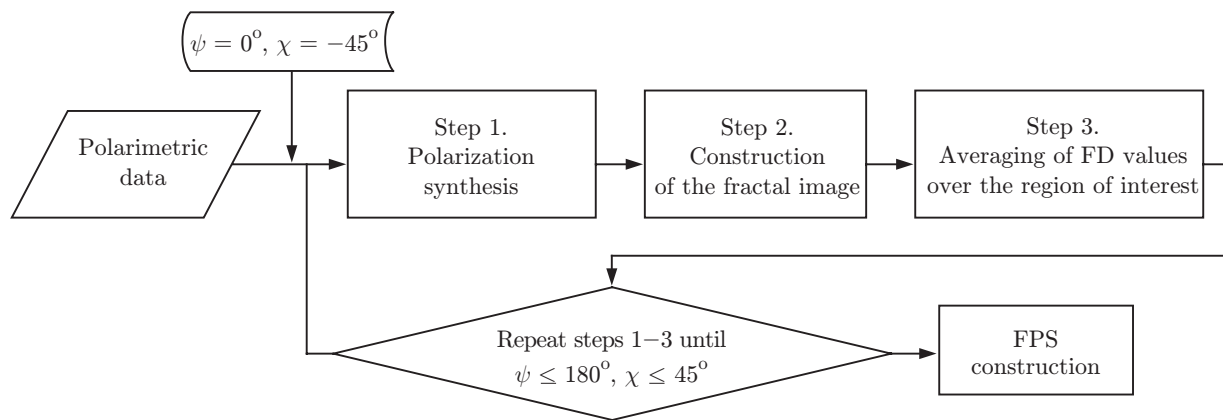 ψ = 0°, χ = −45°
Polarimetric
data
Step 1.
Polarization
synthesis
Step 2.
Construction
of the fractal image
Step 3.
Averaging of FD values
over the region of interest
Repeat steps 1−3 until
ψ ≤ 180°, χ ≤ 45°
FPS
construction